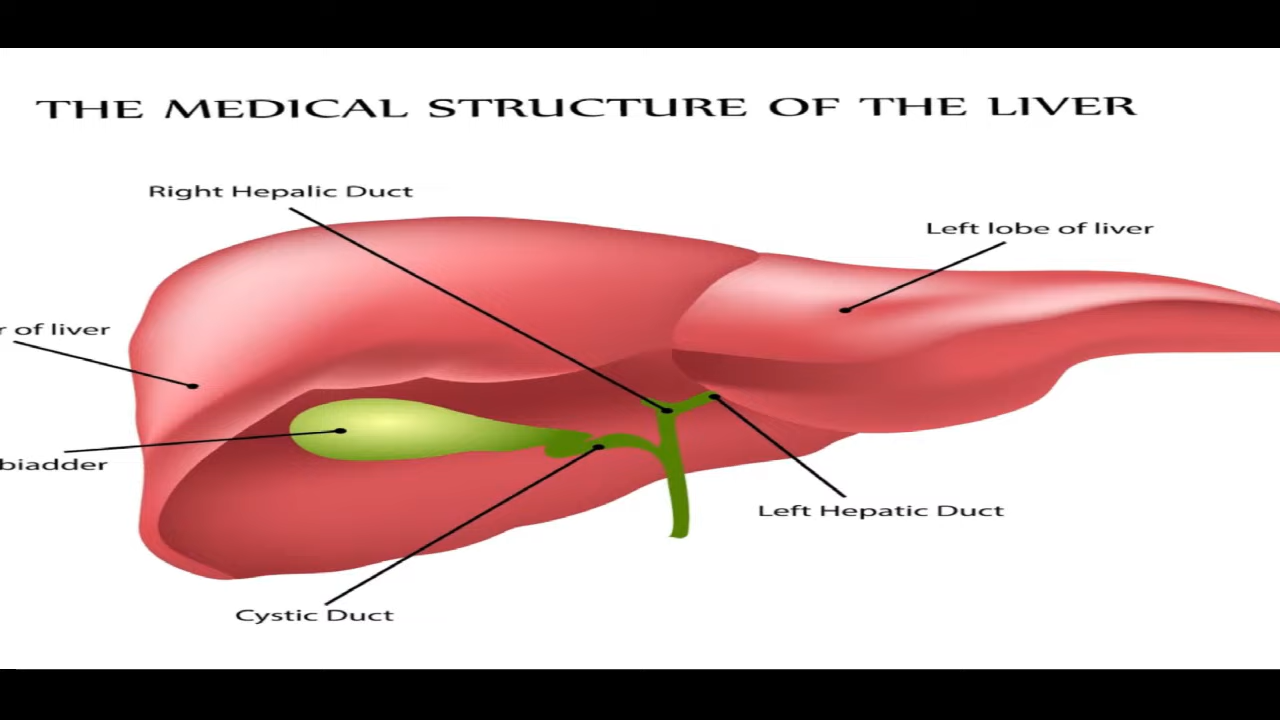 THE MEDICAL STRUCTURE OF THE LIVER
Right Hepalic Duct
Left lobe of liver
r of liver
biadder
Left Hepatic Duct
Cystic Duct